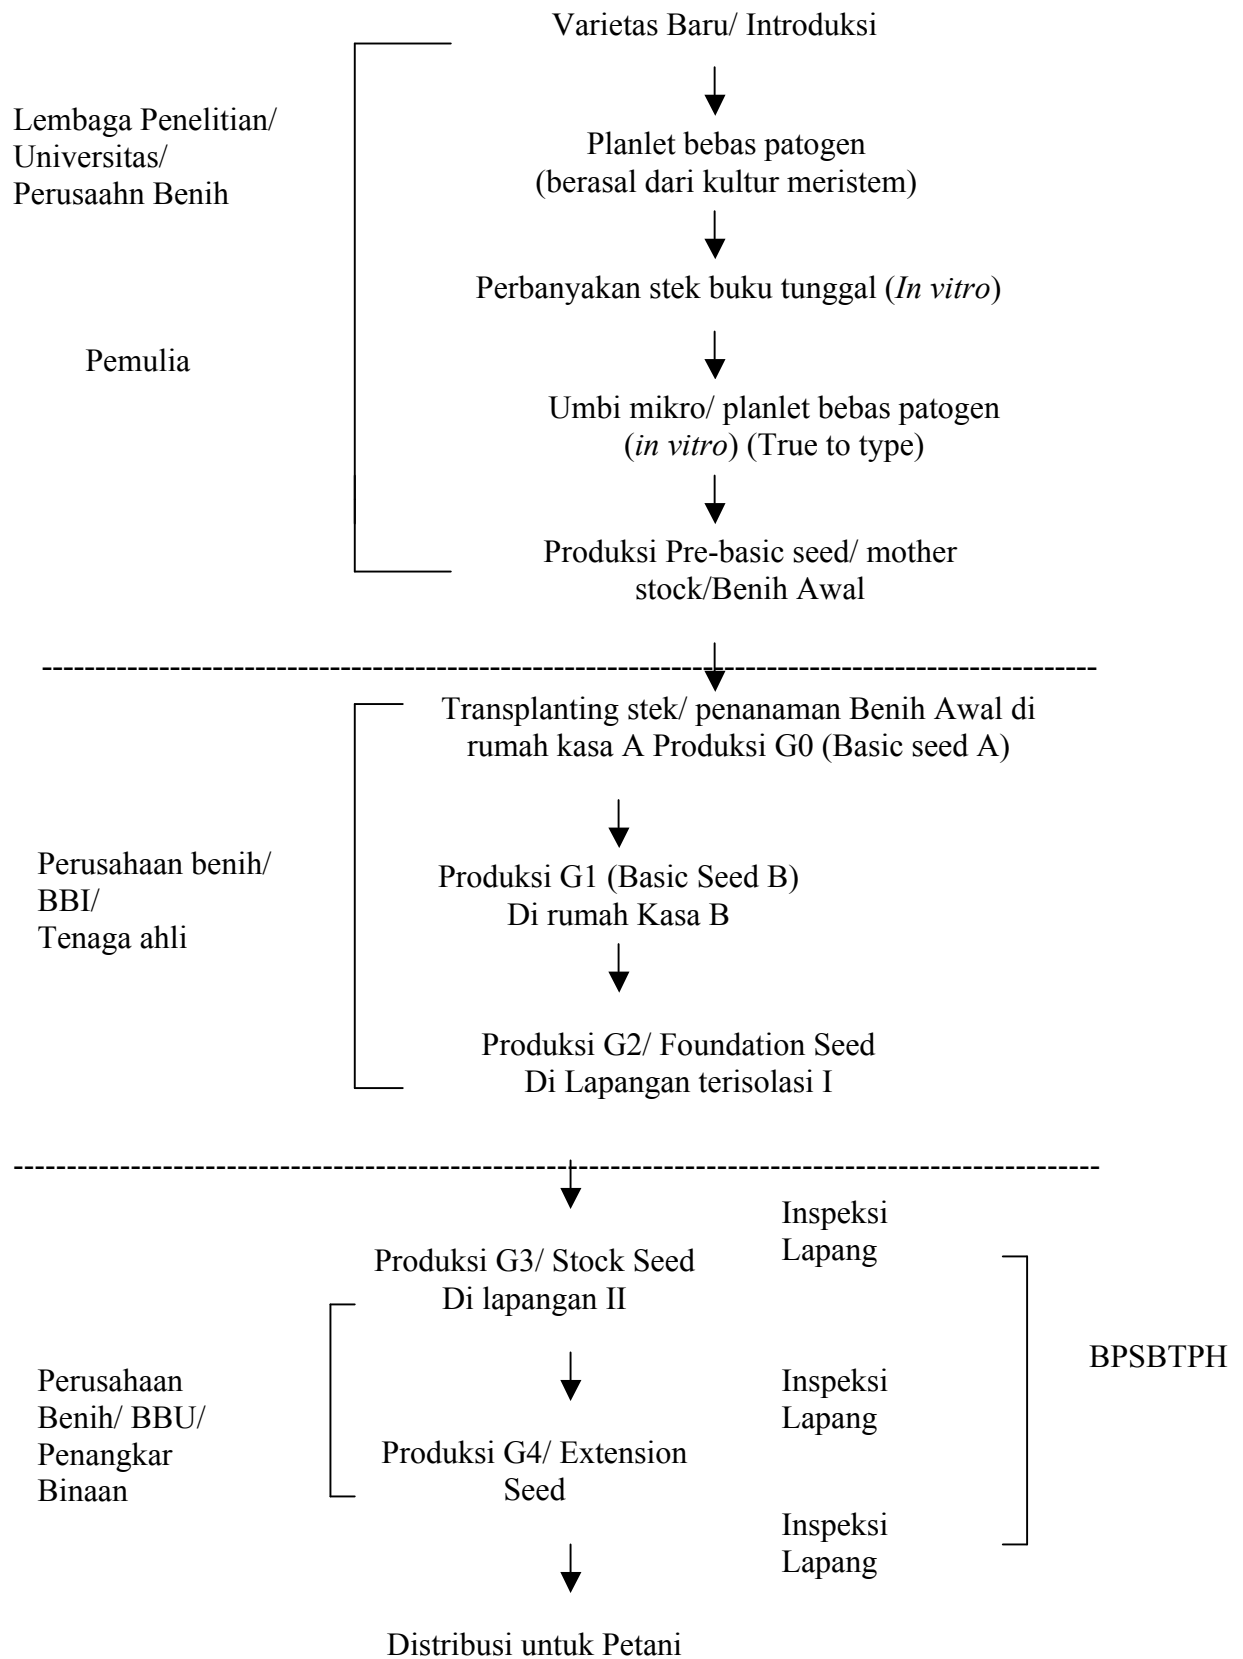 Varietas Baru/ Introduksi
Lembaga Penelitian/
Universitas/
Perusaahn Benih
Planlet bebas patogen
(berasal dari kultur meristem)
Perbanyakan stek buku tunggal (In vitro)
Pemulia
Umbi mikro/ planlet bebas patogen
(in vitro) (True to type)
Produksi Pre-basic seed/ mother
stock/Benih Awal
Transplanting stek/ penanaman Benih Awal di
rumah kasa A Produksi G0 (Basic seed A)
Perusahaan benih/
BBI/
Tenaga ahli
Produksi G1 (Basic Seed B)
Di rumah Kasa B
Produksi G2/ Foundation Seed
Di Lapangan terisolasi I
Inspeksi
Lapang
Produksi G3/ Stock Seed
Di lapangan II
BPSBTPH
Perusahaan
Benih/ BBU/
Penangkar
Binaan
Inspeksi
Lapang
Produksi G4/ Extension
Seed
Inspeksi
Lapang
Distribusi untuk Petani